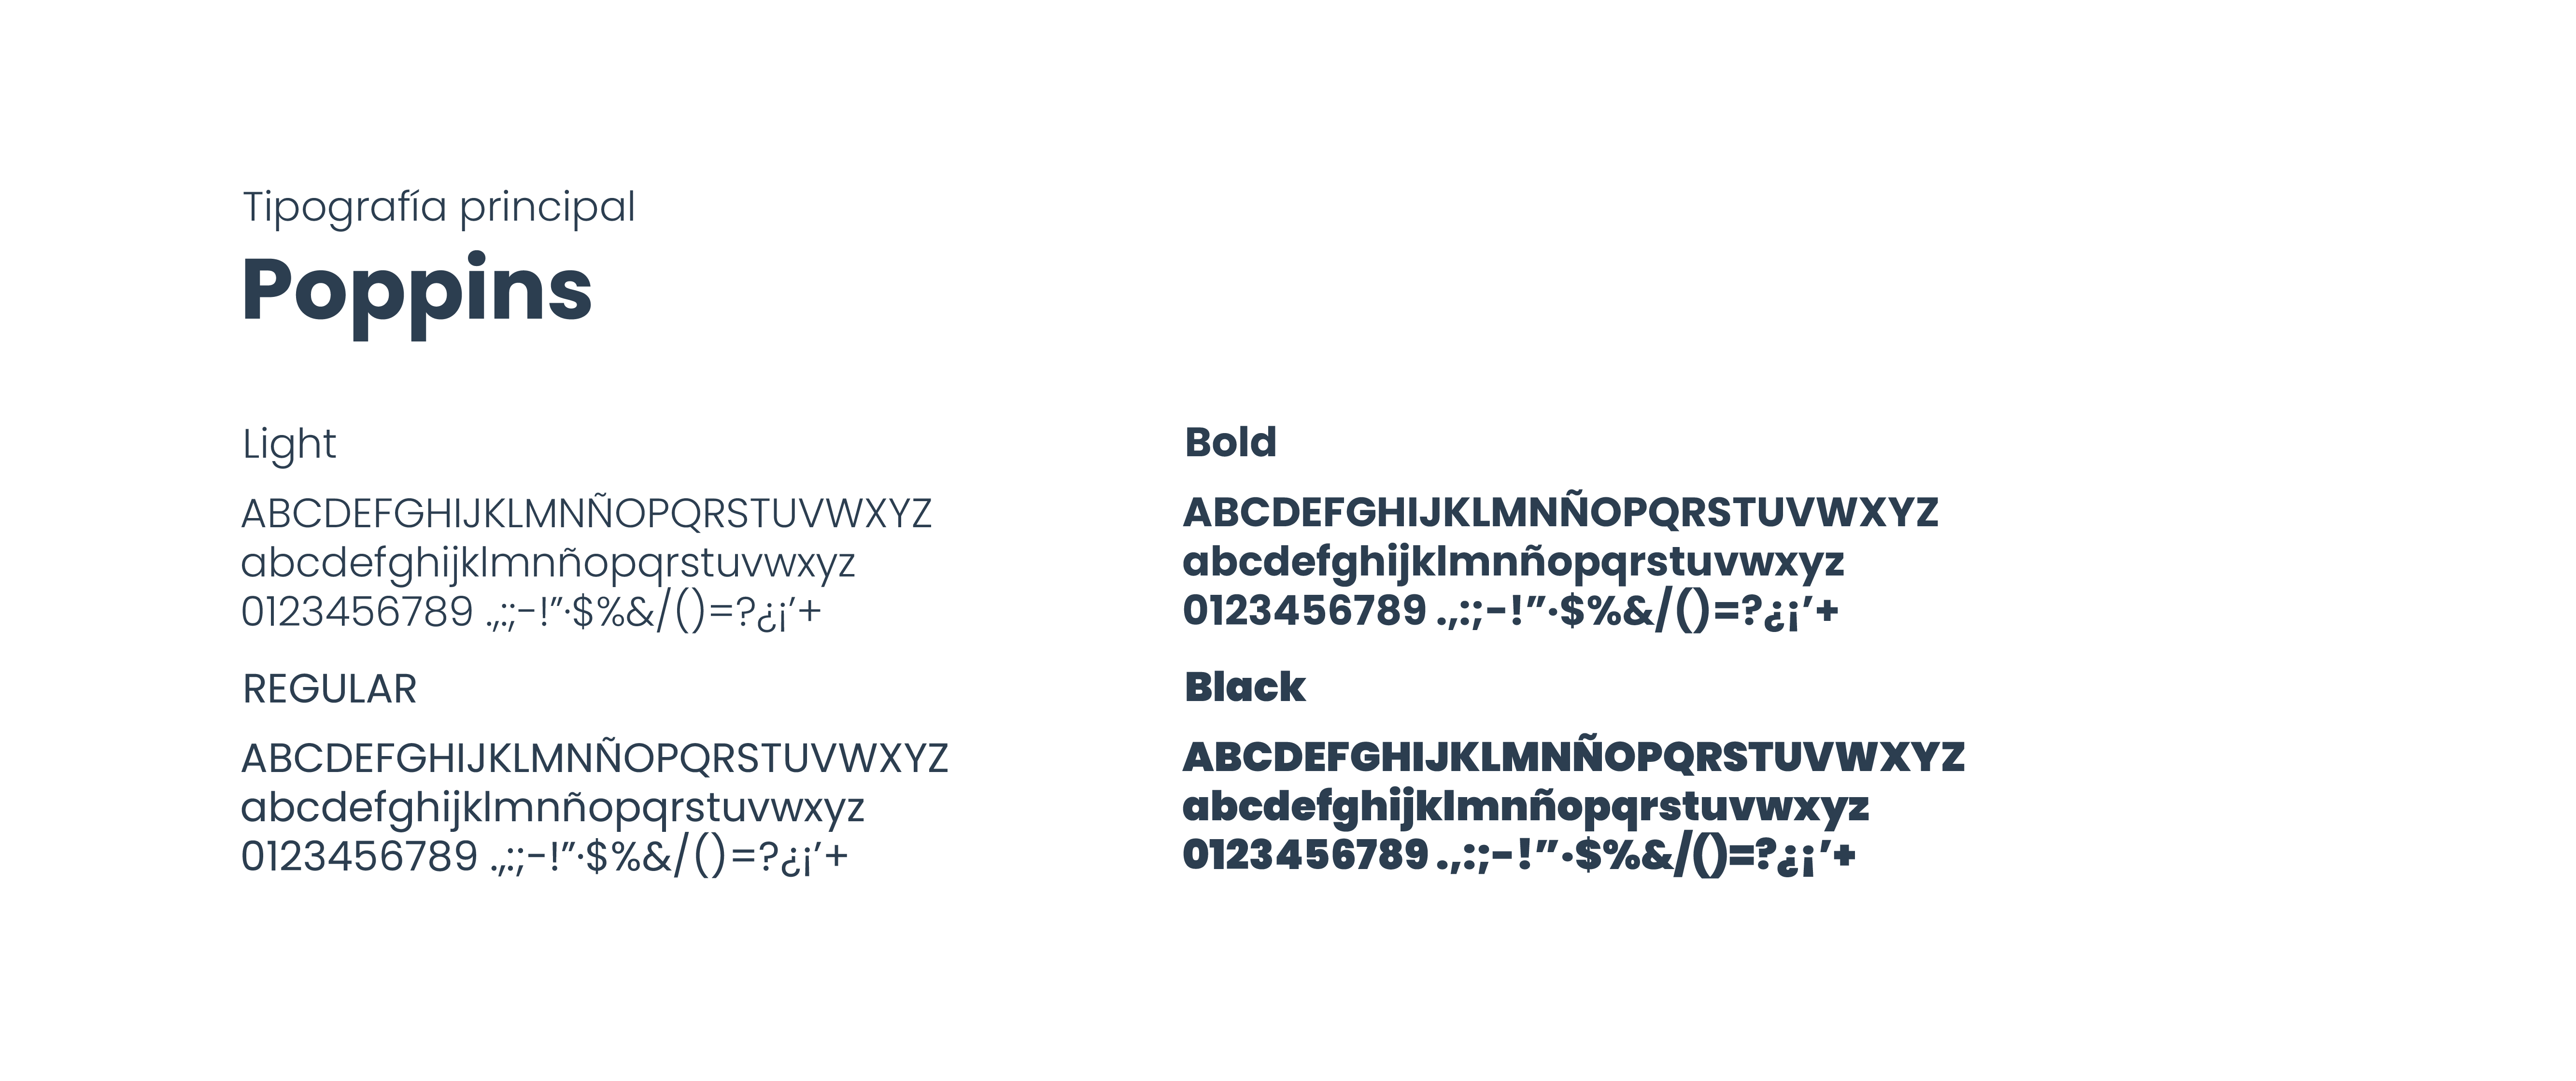 Tipografía principal
Poppins
Light
ABCDEFGHIJKLMNÑOPQRSTUVWXYZ
abcdefghijklmnñopqrstuvwxyz
0123456789 .,:;-!”·$%&/()=?¿¡’+
REGULAR
ABCDEFGHIJKLMNÑOPQRSTUVWXYZ
abcdefghijklmnñopqrstuvwxyz
0123456789 .,:;-!”·$%&/()=?¿¡’+
Bold
ABCDEFGHIJKLMNÑOPQRSTUVWXYZ
abcdefghijklmnñopqrstuvwxyz
0123456789 .,:;-!”·$%&/()=?¿¡’+
Black
ABCDEFGHIJKLMNÑOPQRSTUVWXYZ
abcdefghijklmnñopqrstuvwxyz
0123456789 .,:;-!”·$%&/()=?¿¡’+